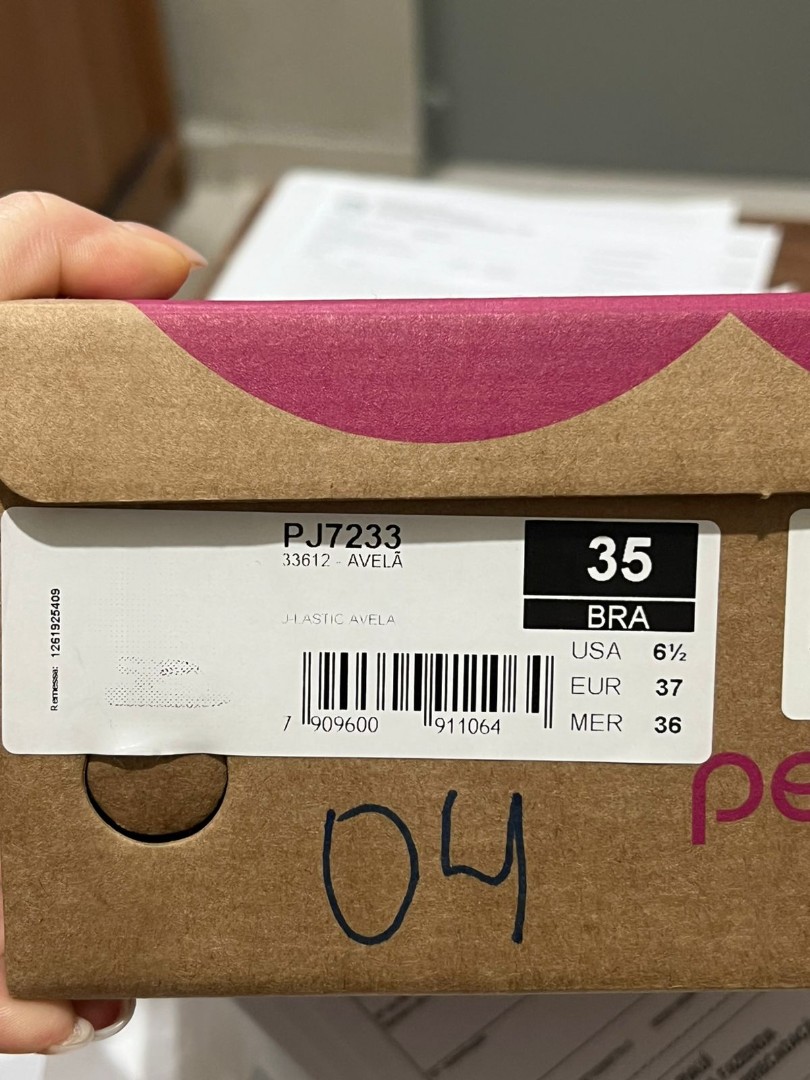 PJ7233
33612 - AVELÃ
J-LASTIC AVELA
Remessa: 1261925409
35
BRA
USA 6½
EUR 37
MER 36
7 909600 911064
pe
04
FAZENDA